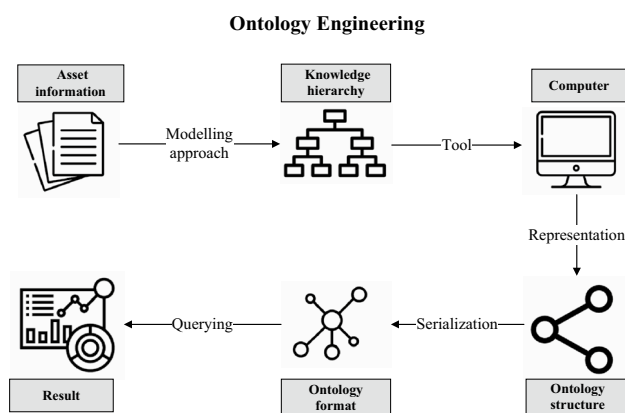 Ontology Engineering
Asset
information
Knowledge
hierarchy
Computer
Modelling
approach
Tool
Representation
Querying
Serialization
Result
Ontology
format
Ontology
structure